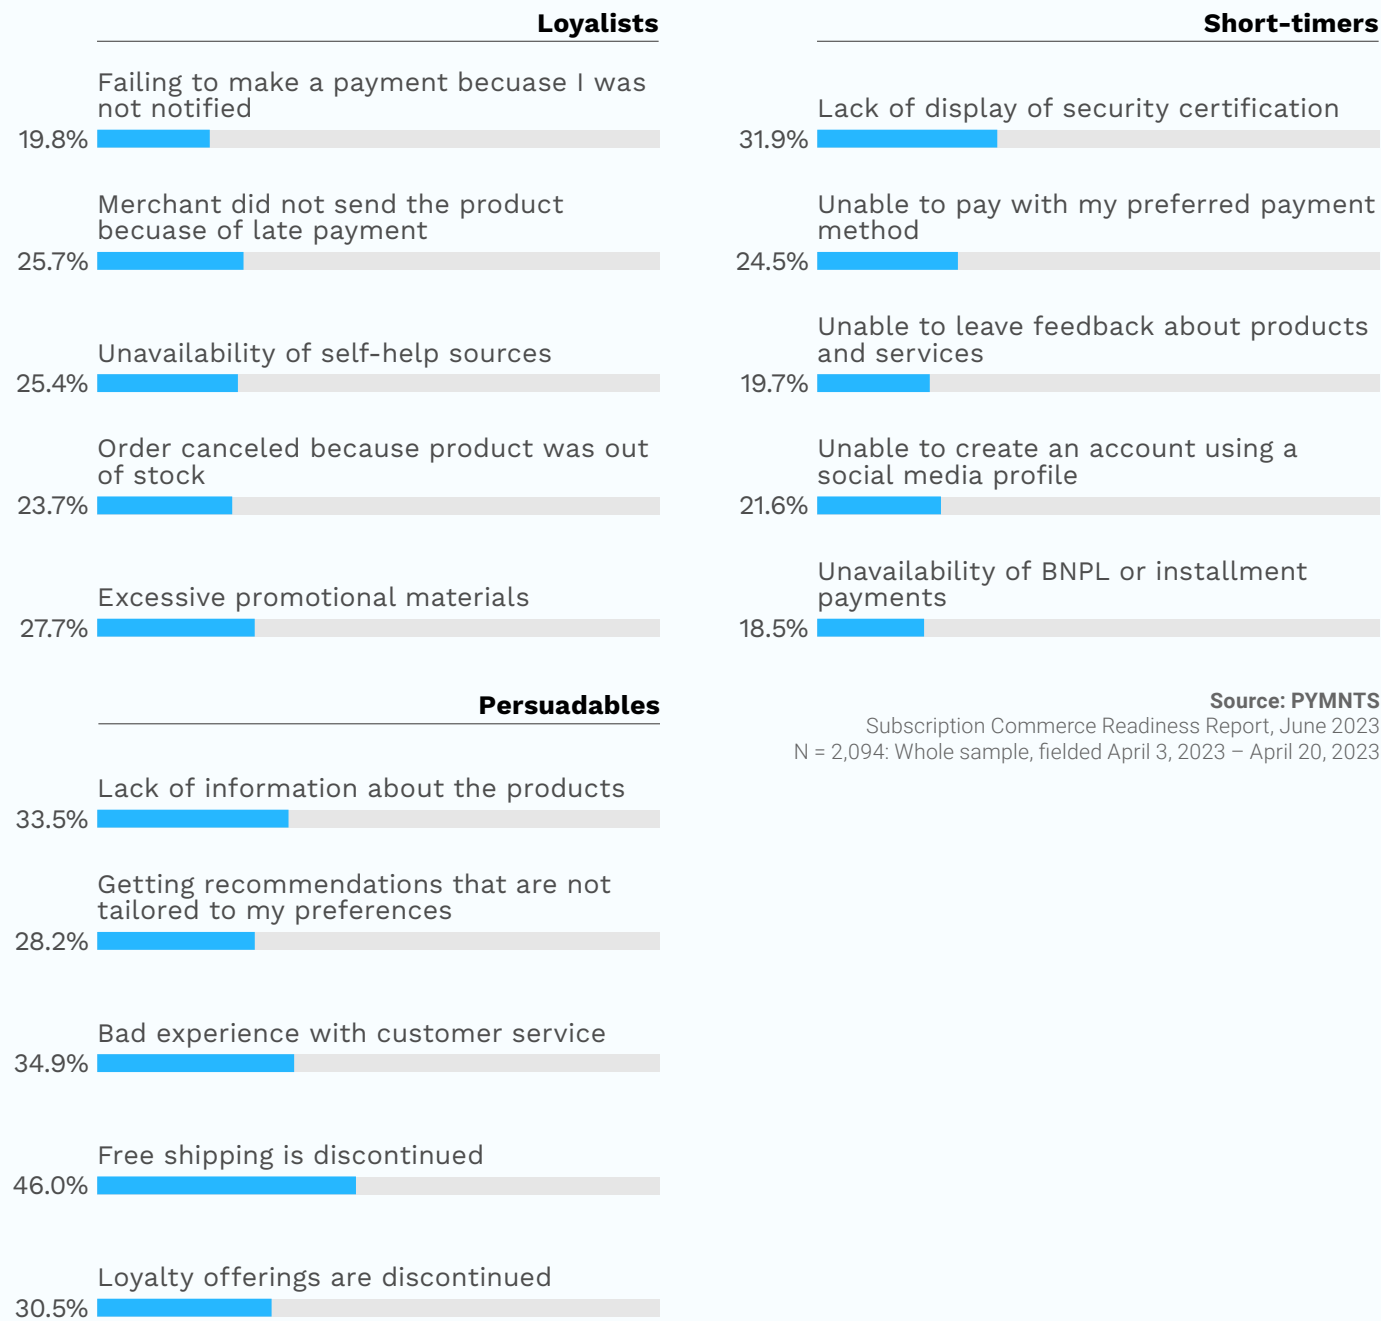 Loyalists
Failing to make a payment becuase I was
not notified
19.8%
Merchant did not send the product
becuase of late payment
25.7%
Unavailability of self-help sources
25.4%
Order canceled because product was out
of stock
23.7%
Excessive promotional materials
27.7%
Persuadables
Lack of information about the products
33.5%
Getting recommendations that are not
tailored to my preferences
28.2%
Bad experience with customer service
34.9%
Free shipping is discontinued
46.0%
Loyalty offerings are discontinued
30.5%
Short-timers
Lack of display of security certification
31.9%
Unable to pay with my preferred payment
method
24.5%
Unable to leave feedback about products
and services
19.7%
Unable to create an account using a
social media profile
21.6%
Unavailability of BNPL or installment
payments
18.5%
Source: PYMNTS
Subscription Commerce Readiness Report, June 2023
N = 2,094: Whole sample, fielded April 3, 2023 – April 20, 2023